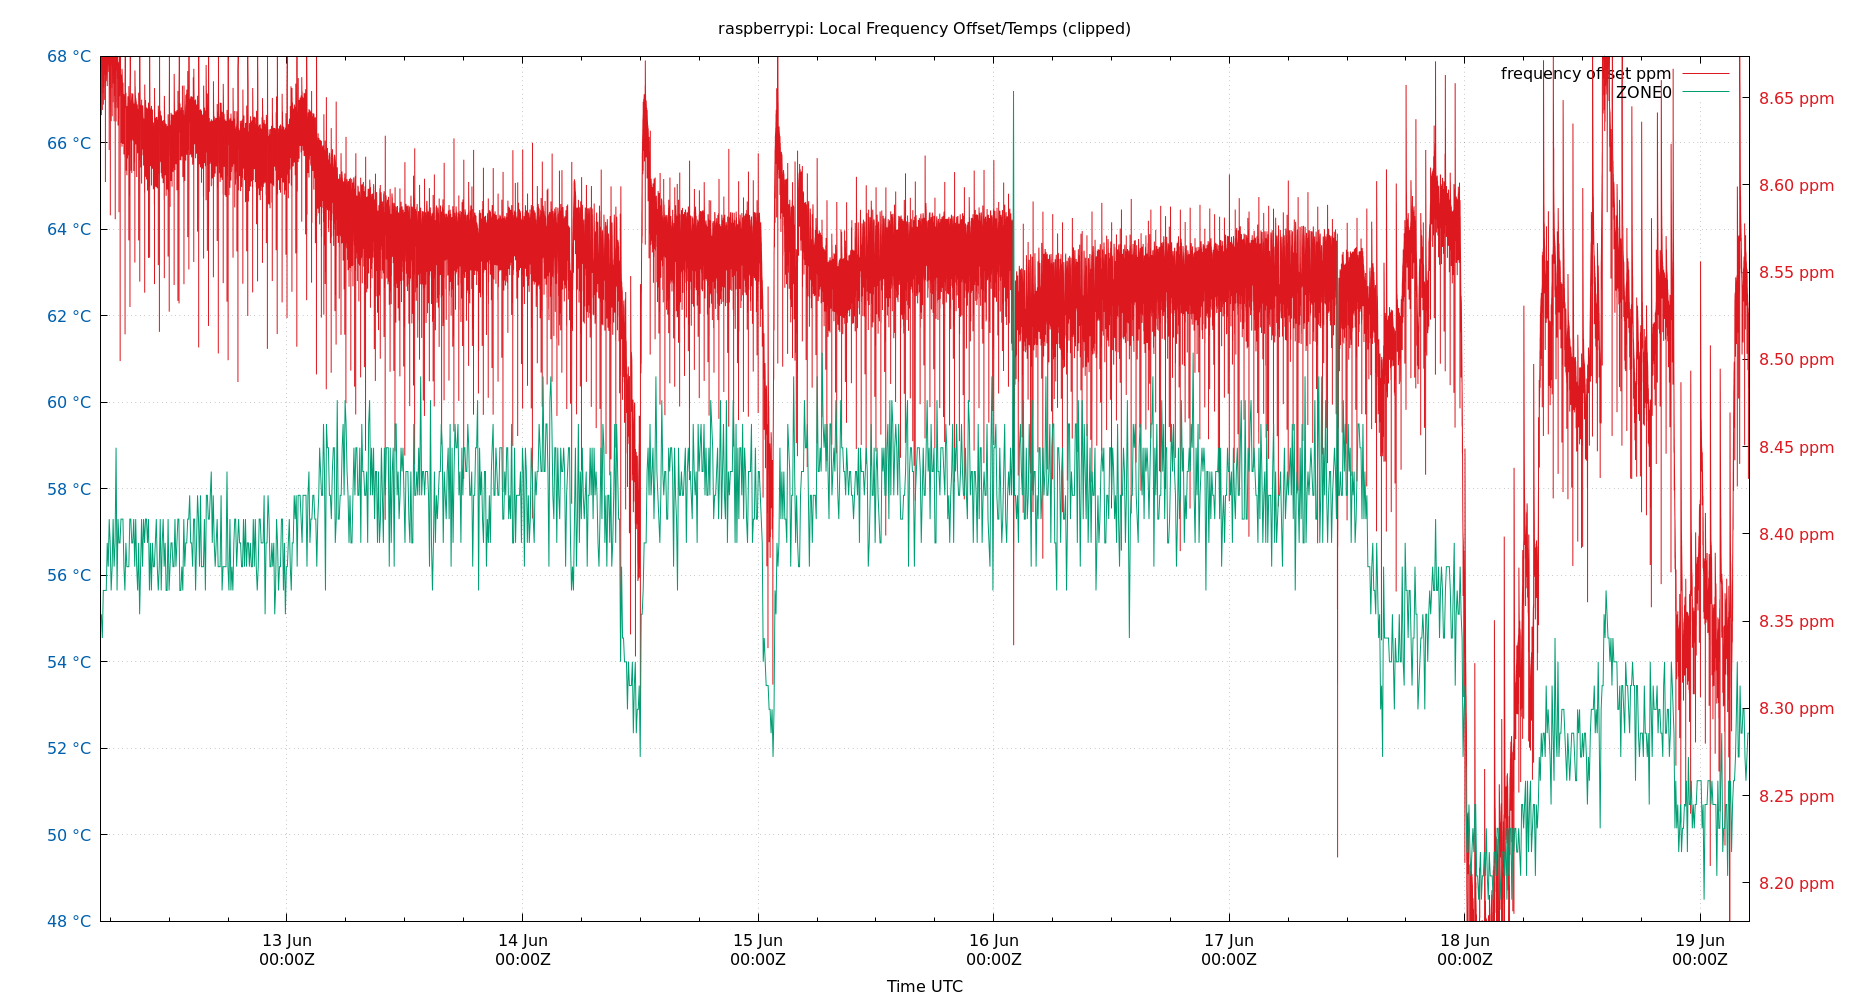 raspberrypi: Local Frequency Offset/Temps (clipped)
frequency offset ppm
ZONE0
68 °C
66 °C
64 °C
62 °C
60 °C
58 °C
56 °C
54 °C
52 °C
50 °C
48 °C
8.65 ppm
8.60 ppm
8.55 ppm
8.50 ppm
8.45 ppm
8.40 ppm
8.35 ppm
8.30 ppm
8.25 ppm
8.20 ppm
13 Jun
00:00Z
14 Jun
00:00Z
15 Jun
00:00Z
16 Jun
00:00Z
17 Jun
00:00Z
18 Jun
00:00Z
19 Jun
00:00Z
Time UTC